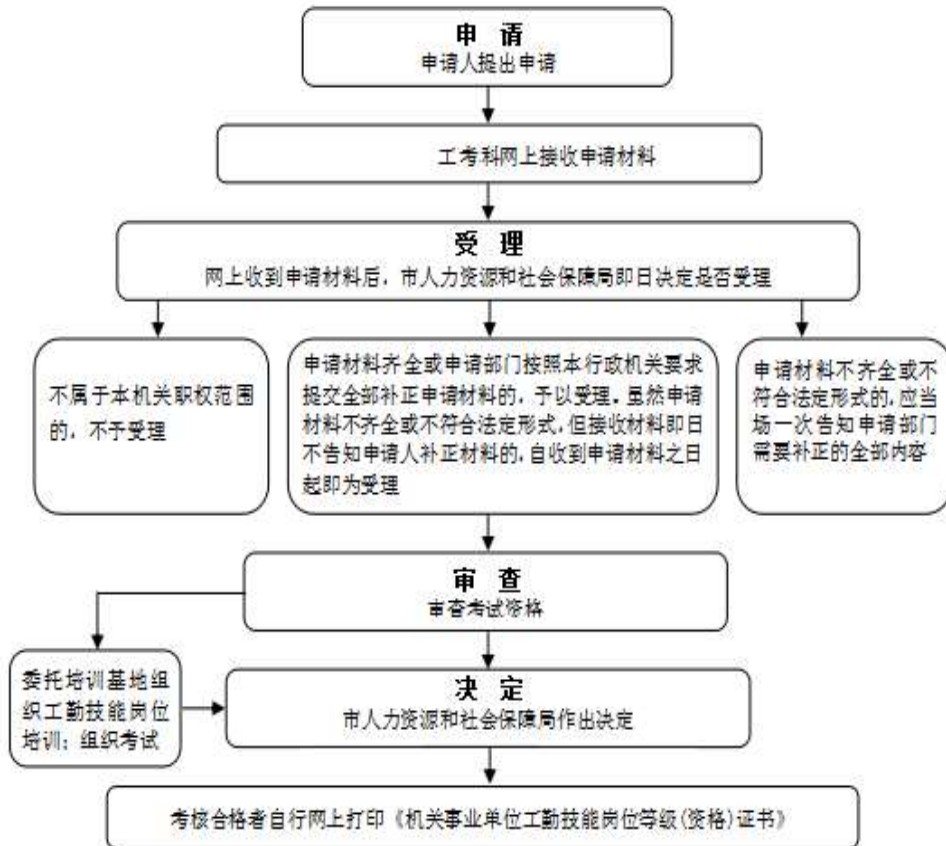 申 请
申请人提出申请
工考科网上接收申请材料
受 理
网上收到申请材料后，市人力资源和社会保障局即日决定是否受理
不属于本机关职权范围
的，不予受理
申请材料齐全或申请部门按照本行政机关要求
提交全部补正申请材料的，予以受理。虽然申请
材料不齐全或不符合法定形式，但接收材料即日
不告知申请人补正材料的，自收到申请材料之日
起即为受理
申请材料不齐全或不
符合法定形式的，应当
场一次告知申请部门
需要补正的全部内容
审 查
审查考试资格
委托培训基地组
织工勤技能岗位
培训；组织考试
决 定
市人力资源和社会保障局作出决定
考核合格者自行网上打印《机关事业单位工勤技能岗位等级(资格)证书》